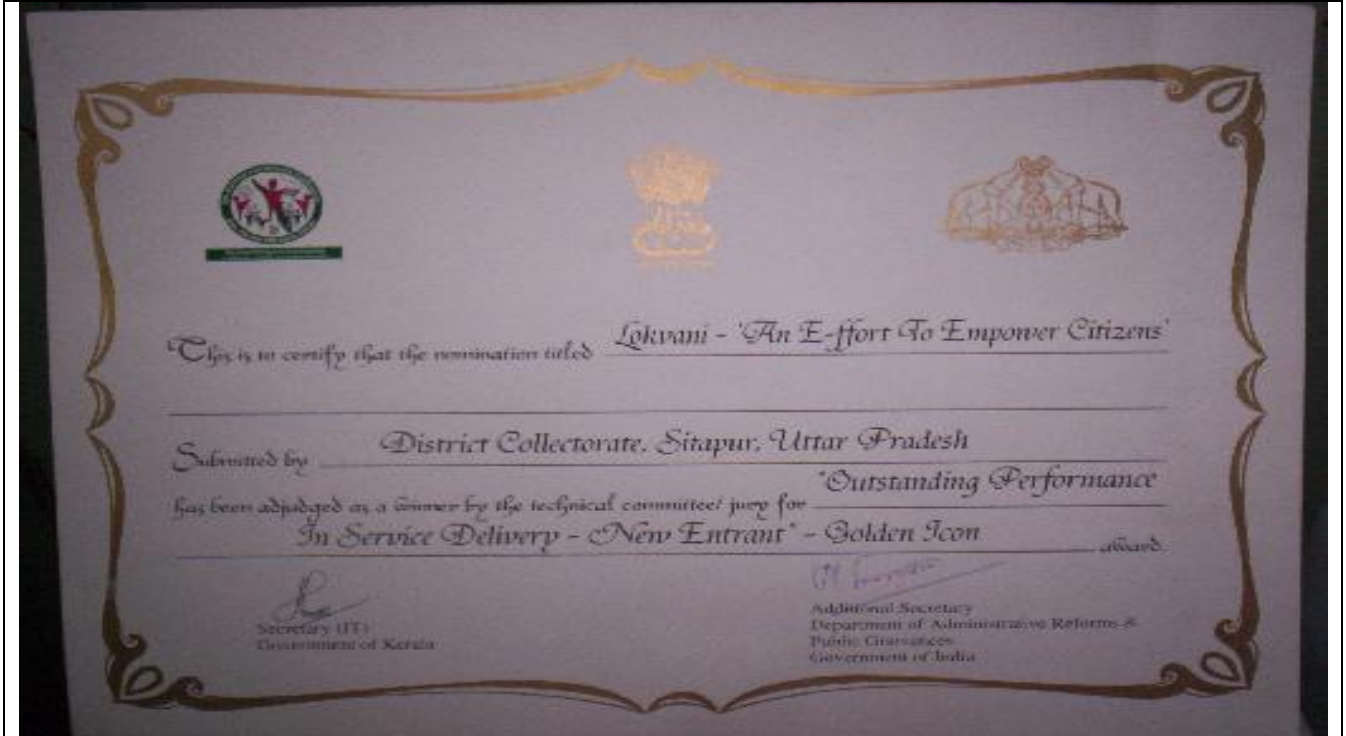 This is to certify that the nomination titled Lokvani - 'An E-ffort To Empower Citizens'
Submitted by District Collectorate, Sitapur, Uttar Pradesh
has been adjudged as a winner by the technical committee/ jury for "Outstanding Performance
In Service Delivery - New Entrant" - Golden Icon award.
Secretary (IT)
Government of Kerala
Additional Secretary
Department of Administrative Reforms &
Public Grievances
Government of India